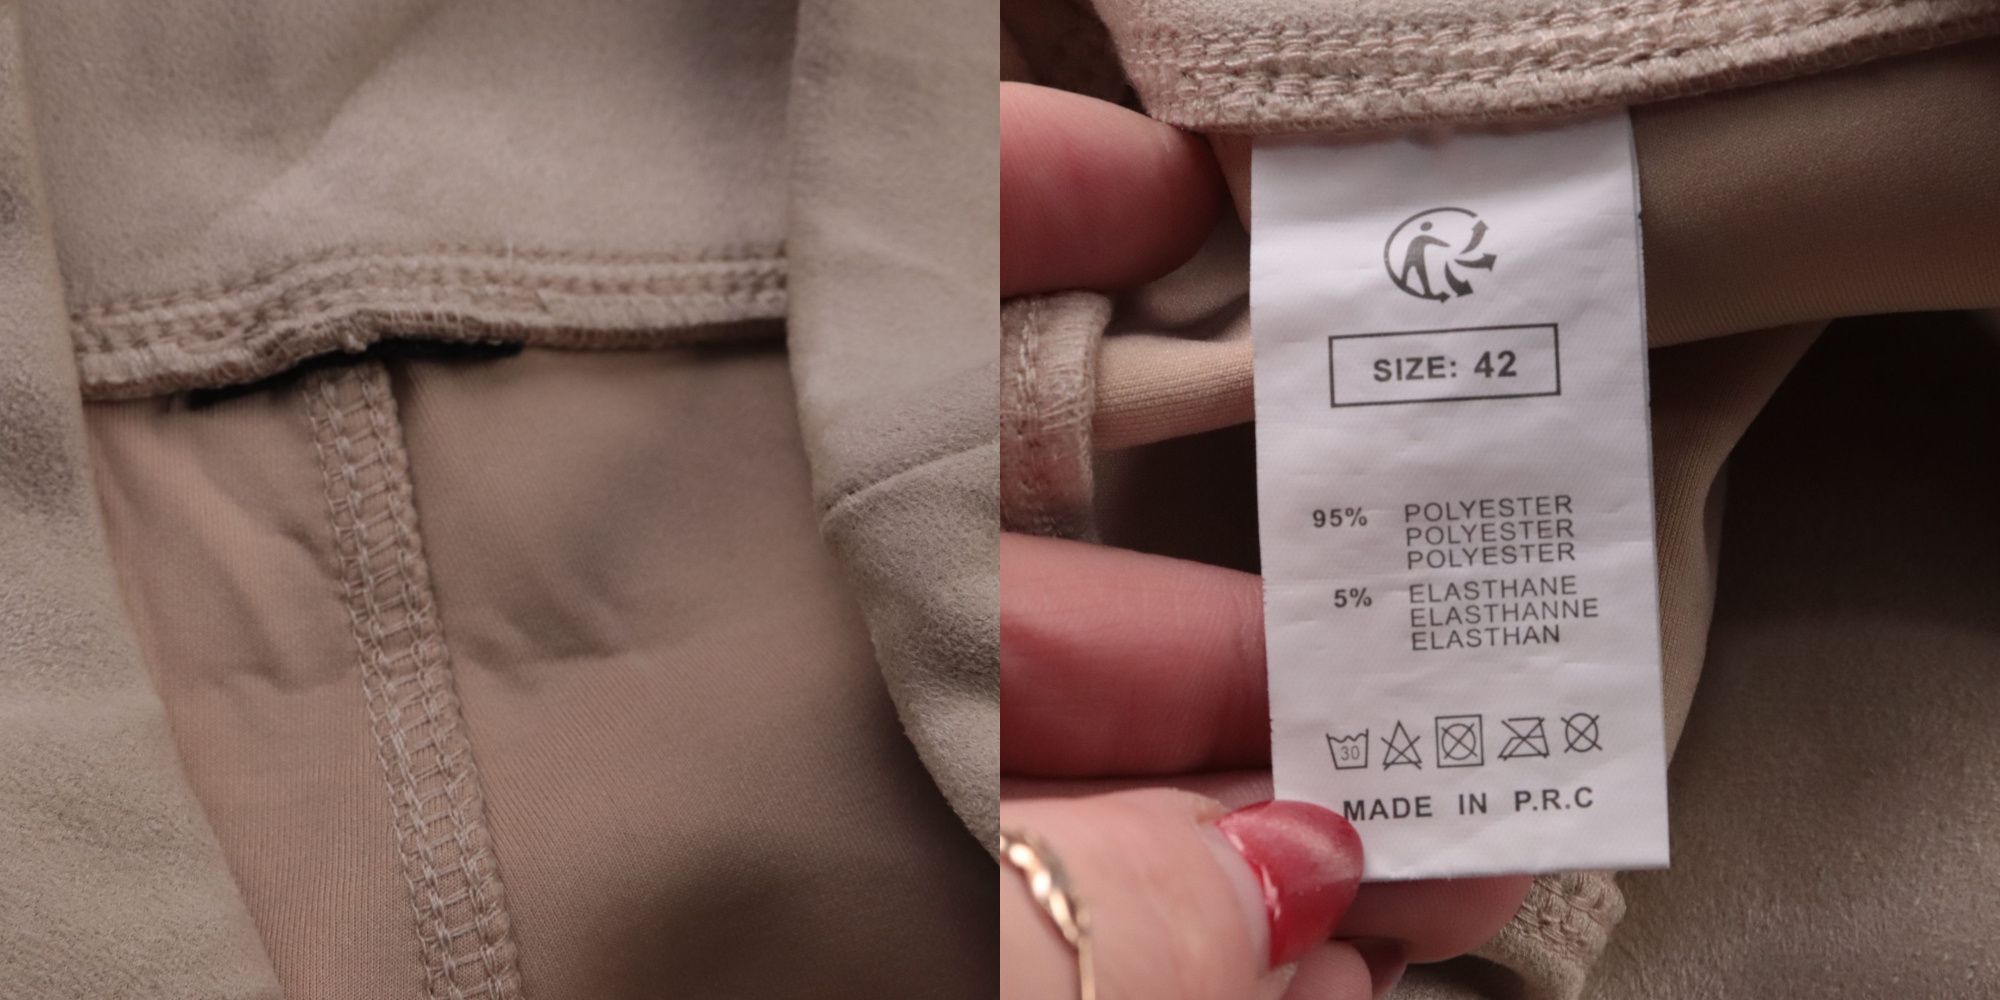 SIZE: 42
95% POLYESTER
POLYESTER
POLYESTER
5% ELASTHANE
ELASTHANNE
ELASTHAN
30
MADE IN P.R.C